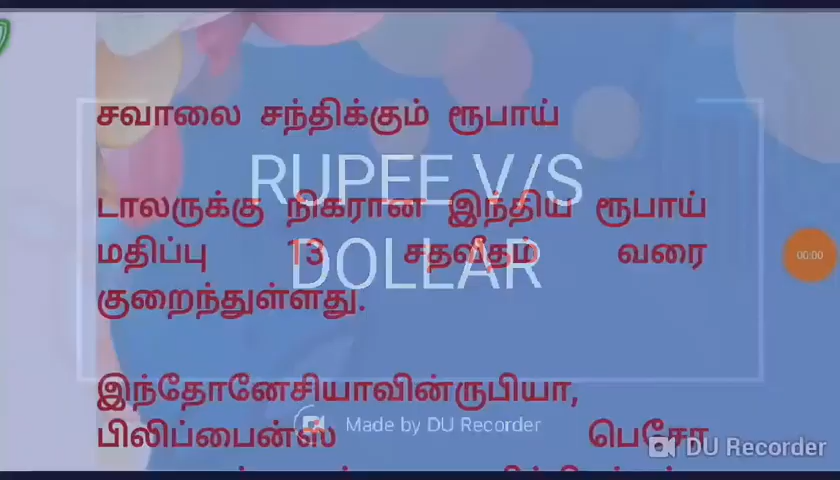 சவாலை சந்திக்கும் ரூபாய்
RUPEE V/S
டாலருக்கு நிகரான இந்திய ரூபாய்
மதிப்பு 13 சதவீதம் வரை
DOLLAR
00:00
குறைந்துள்ளது.
இந்தோனேசியாவின்ருபியா,
Made by DU Recorder
பிலிப்பைன்ஸ் பெசோ
DU Recorder